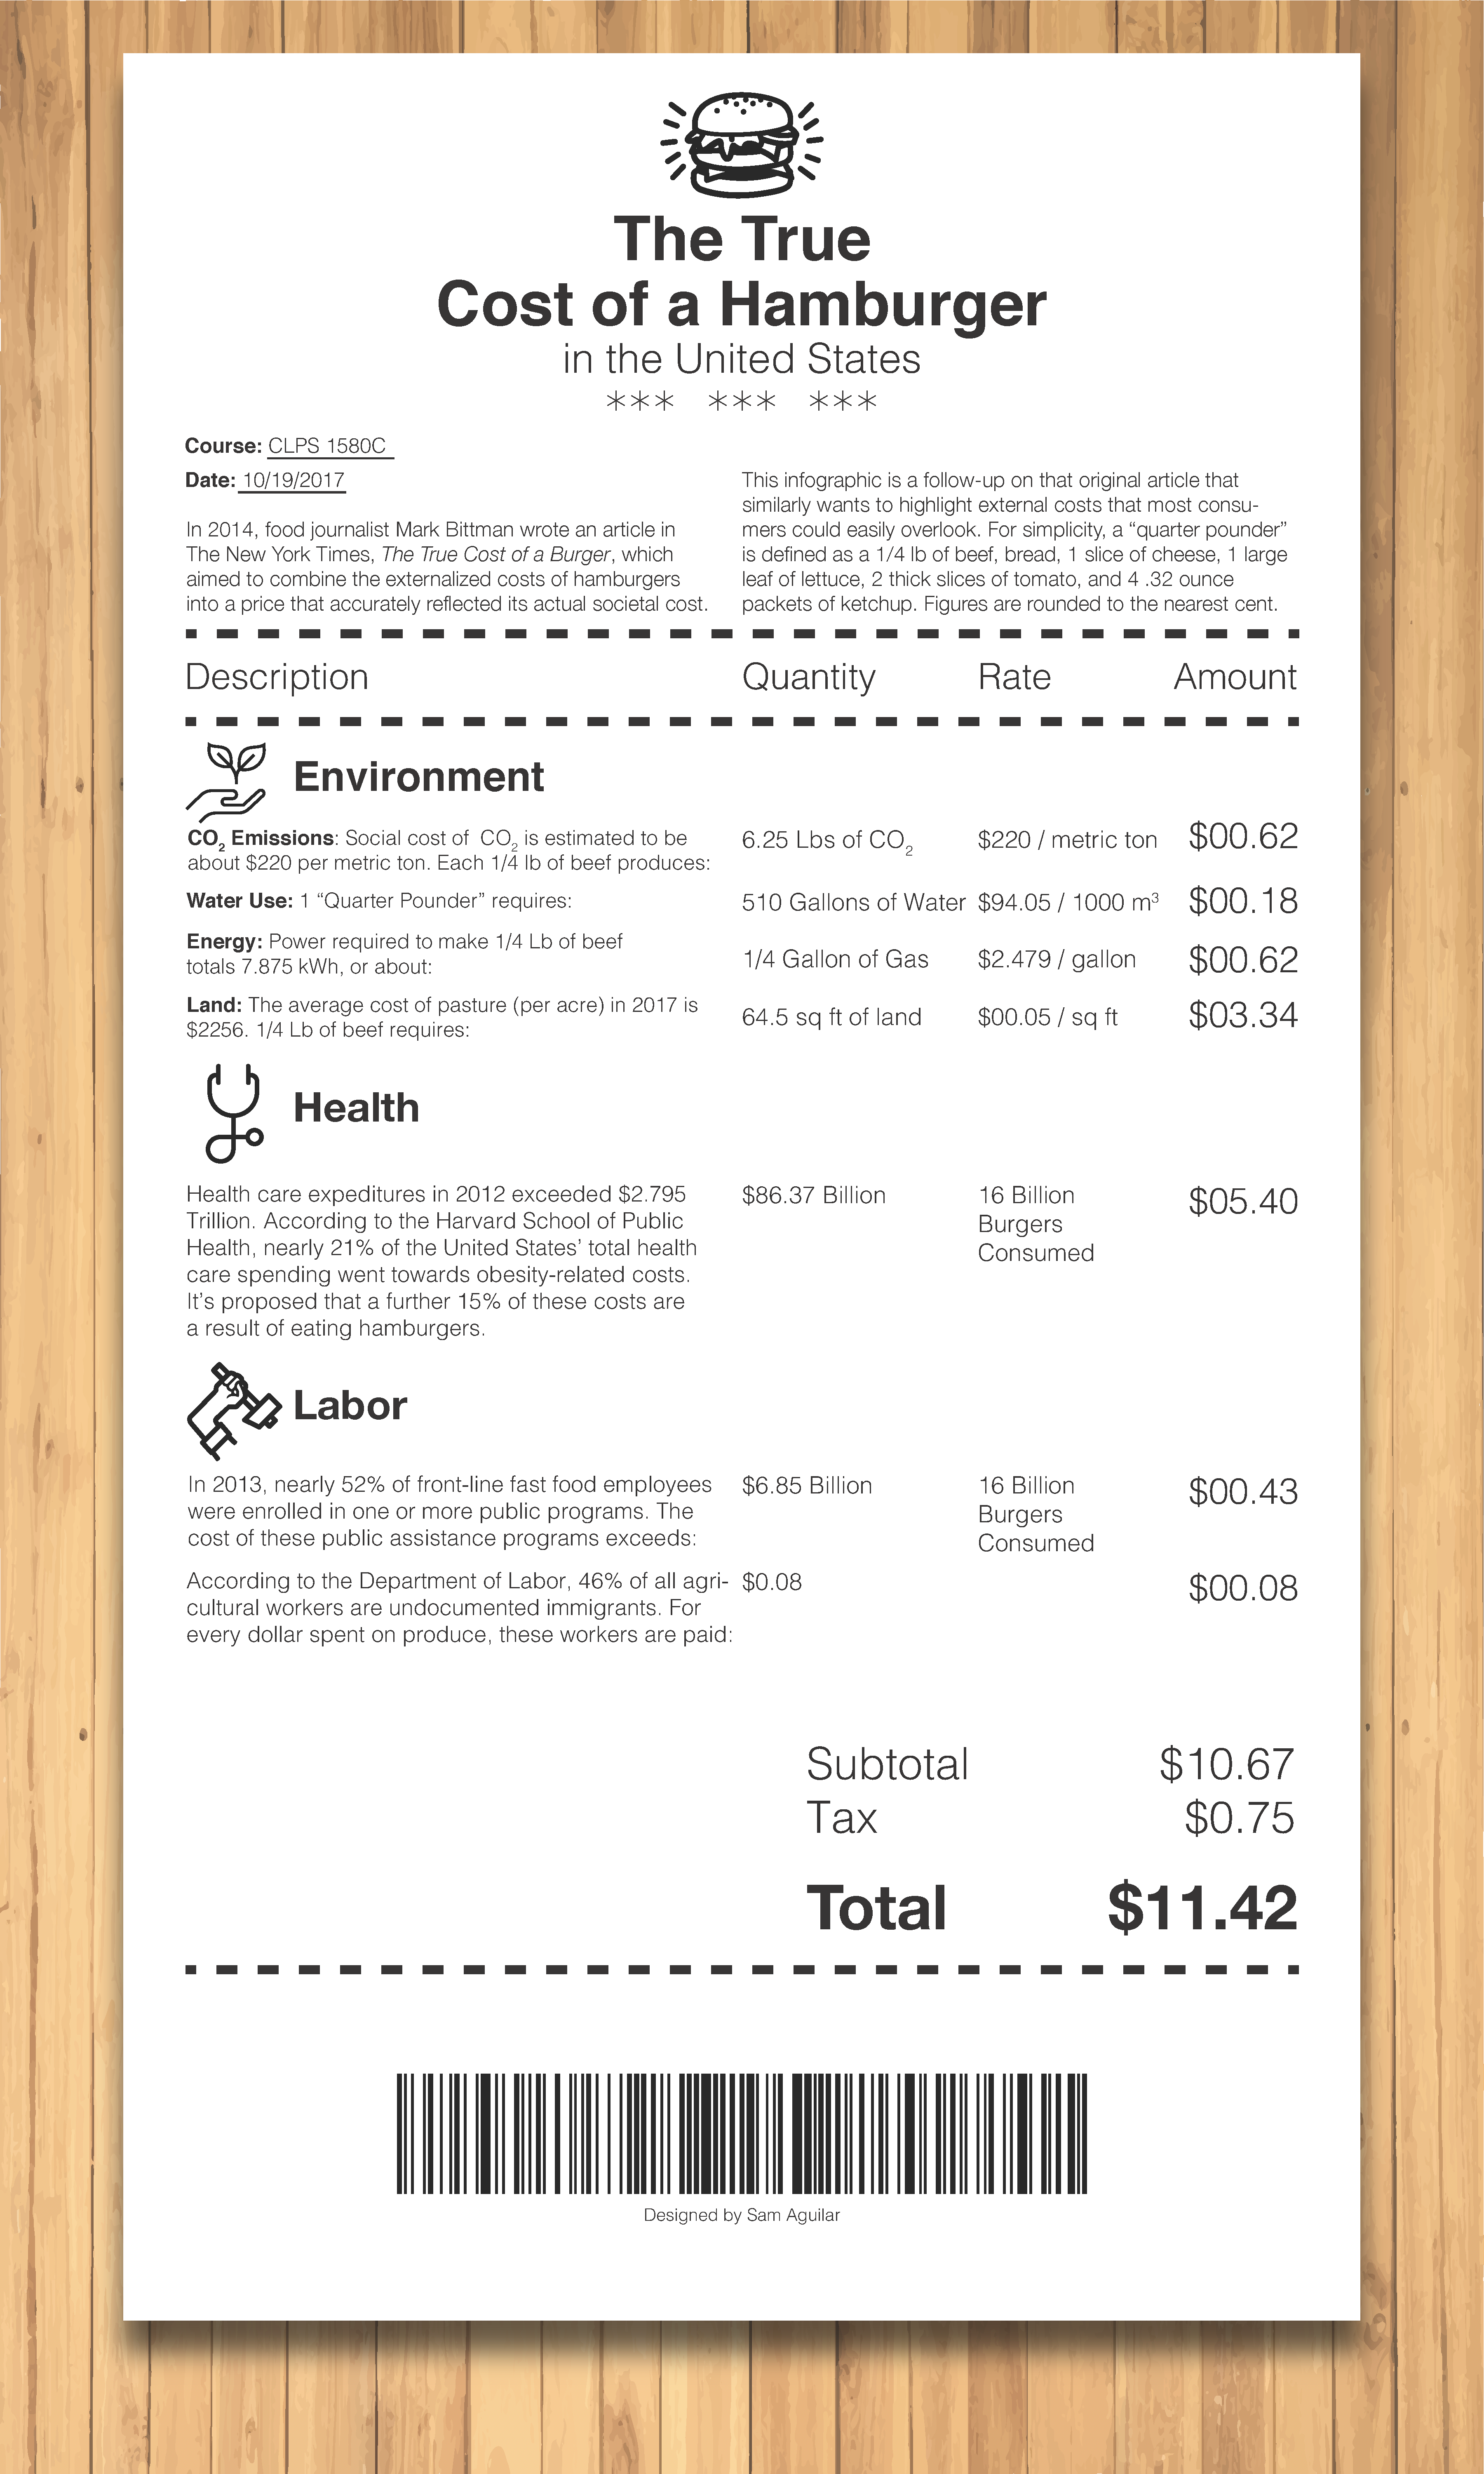 The True
Cost of a Hamburger
in the United States
*** *** ***
Course: CLPS 1580C
Date: 10/19/2017
In 2014, food journalist Mark Bittman wrote an article in
The New York Times, The True Cost of a Burger, which
aimed to combine the externalized costs of hamburgers
into a price that accurately reflected its actual societal cost.
This infographic is a follow-up on that original article that
similarly wants to highlight external costs that most consu-
mers could easily overlook. For simplicity, a “quarter pounder”
is defined as a 1/4 lb of beef, bread, 1 slice of cheese, 1 large
leaf of lettuce, 2 thick slices of tomato, and 4 .32 ounce
packets of ketchup. Figures are rounded to the nearest cent.
Description Quantity Rate Amount
Environment
CO₂ Emissions: Social cost of CO₂ is estimated to be
about $220 per metric ton. Each 1/4 lb of beef produces:
6.25 Lbs of CO₂ $220 / metric ton $00.62
Water Use: 1 “Quarter Pounder” requires:
510 Gallons of Water $94.05 / 1000 m³ $00.18
Energy: Power required to make 1/4 Lb of beef
totals 7.875 kWh, or about:
1/4 Gallon of Gas $2.479 / gallon $00.62
Land: The average cost of pasture (per acre) in 2017 is
$2256. 1/4 Lb of beef requires:
64.5 sq ft of land $00.05 / sq ft $03.34
Health
Health care expeditures in 2012 exceeded $2.795
Trillion. According to the Harvard School of Public
Health, nearly 21% of the United States’ total health
care spending went towards obesity-related costs.
It’s proposed that a further 15% of these costs are
a result of eating hamburgers.
$86.37 Billion
16 Billion
Burgers
Consumed
$05.40
Labor
In 2013, nearly 52% of front-line fast food employees
were enrolled in one or more public programs. The
cost of these public assistance programs exceeds:
$6.85 Billion
16 Billion
Burgers
Consumed
$00.43
According to the Department of Labor, 46% of all agri-
cultural workers are undocumented immigrants. For
every dollar spent on produce, these workers are paid:
$0.08
$00.08
Subtotal $10.67
Tax $0.75
Total $11.42
Designed by Sam Aguilar